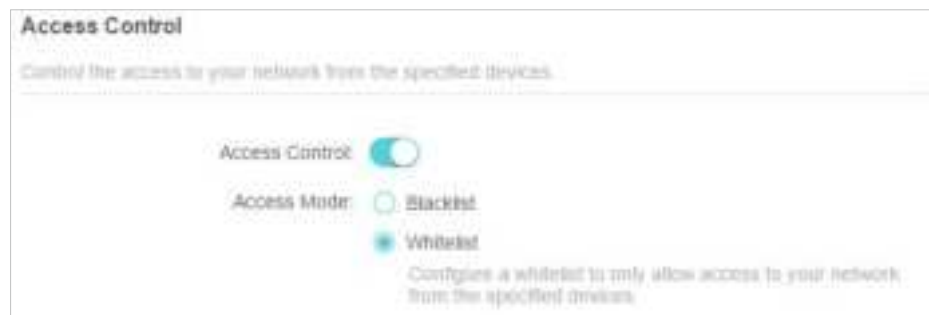 Access Control
Control the access to your network from the specified devices.
Access Control:
Access Mode: Blacklist
Whitelist
Configure a whitelist to only allow access to your network
from the specified devices.